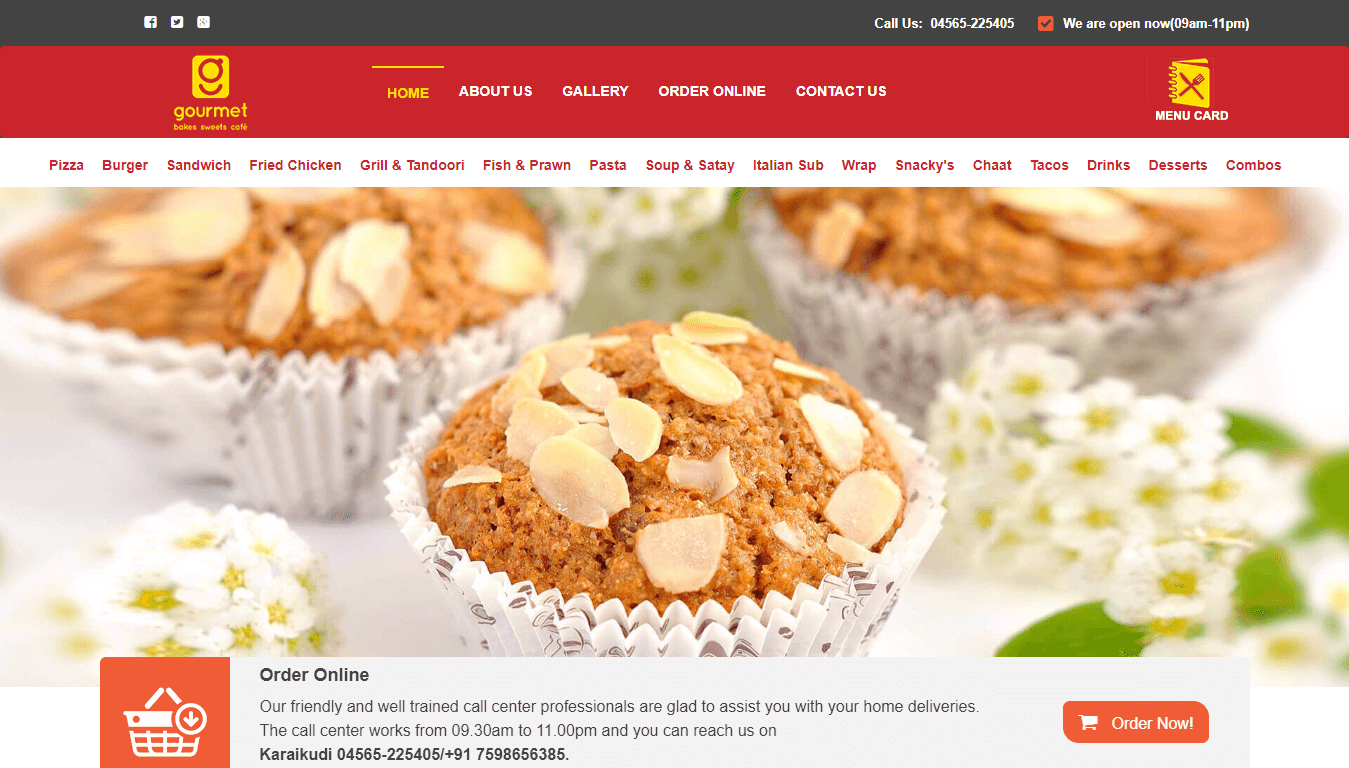 Call Us: 04565-225405 We are open now(09am-11pm)
gourmet
bakes sweets café
HOME ABOUT US GALLERY ORDER ONLINE CONTACT US
MENU CARD
Pizza Burger Sandwich Fried Chicken Grill & Tandoori Fish & Prawn Pasta Soup & Satay Italian Sub Wrap Snacky's Chaat Tacos Drinks Desserts Combos
Order Online
Our friendly and well trained call center professionals are glad to assist you with your home deliveries.
The call center works from 09.30am to 11.00pm and you can reach us on
Karaikudi 04565-225405/+91 7598656385.
Order Now!